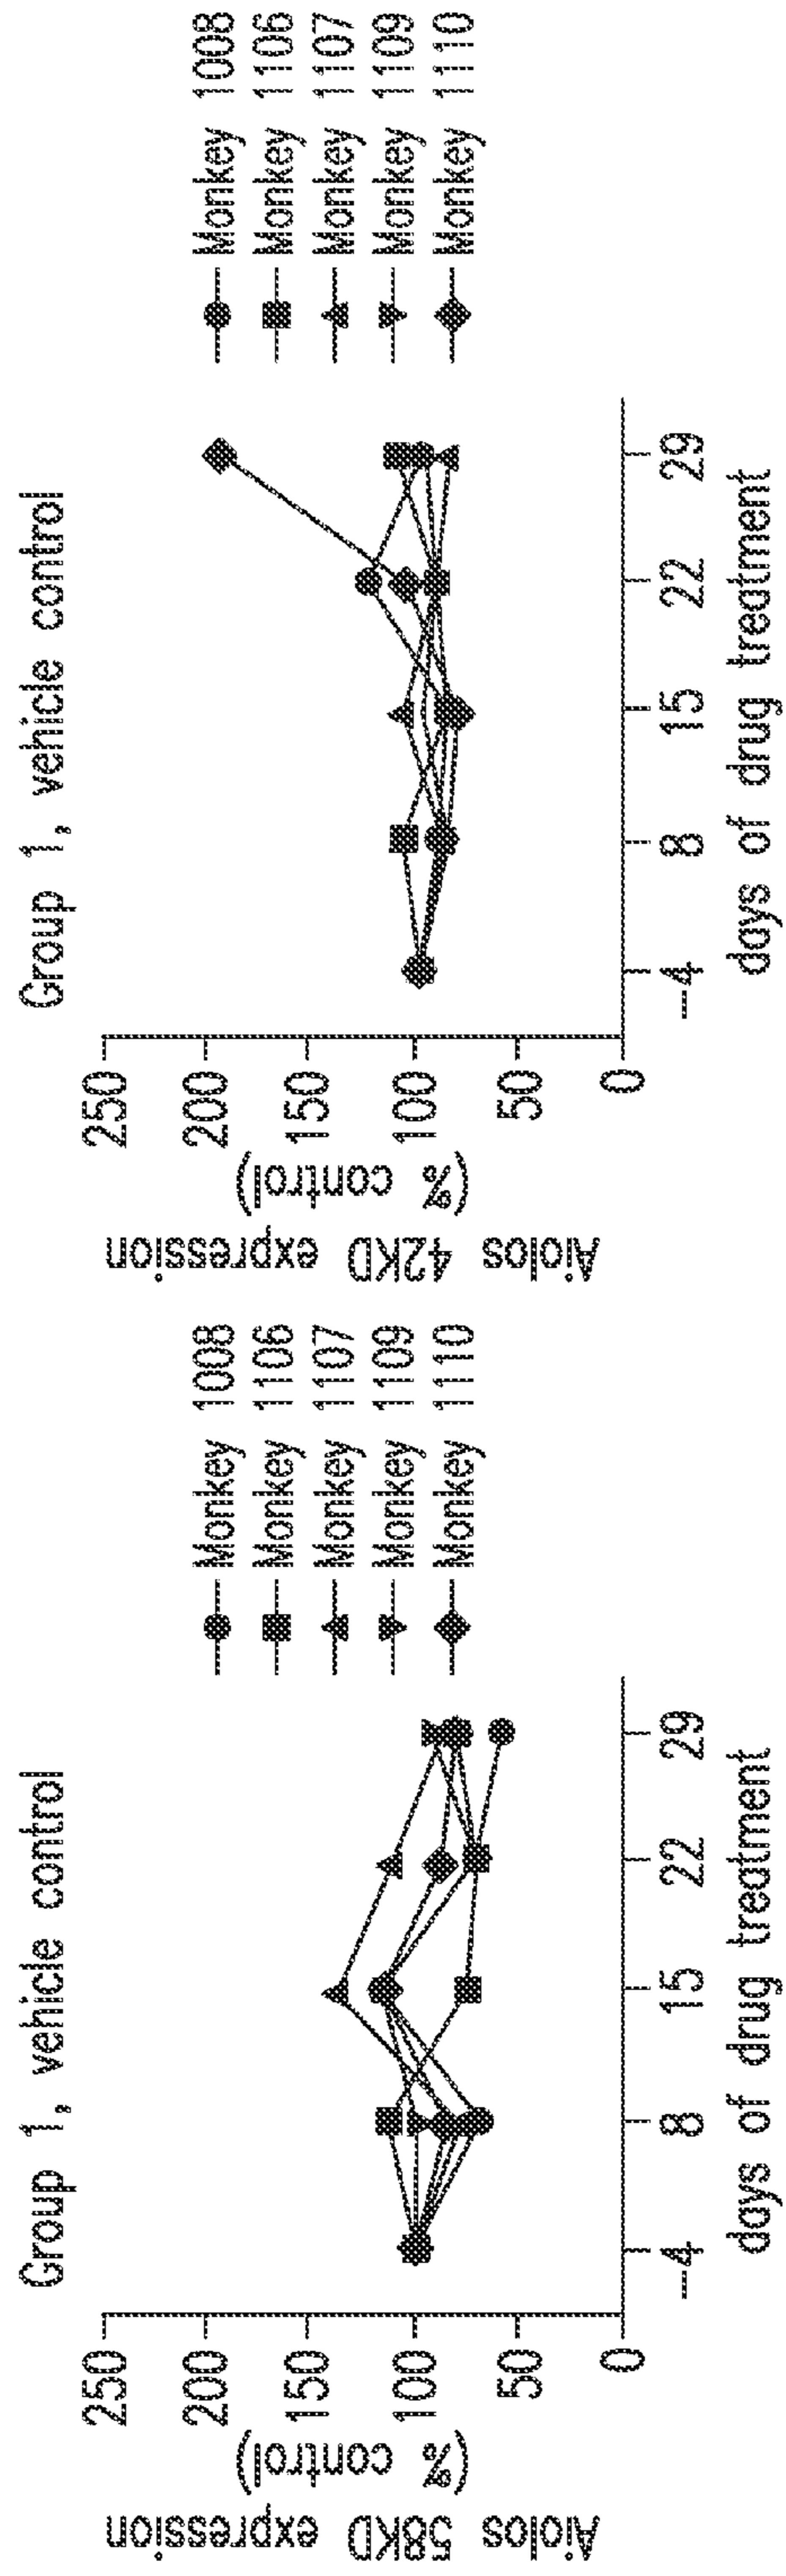 Group 1, vehicle control
Aiolos 58KD expression
(% control)
250
200
150
100
50
0
-4
8
15
22
29
days of drug treatment
Monkey 1008
Monkey 1106
Monkey 1107
Monkey 1109
Monkey 1110
Group 1, vehicle control
Aiolos 42KD expression
(% control)
250
200
150
100
50
0
-4
8
15
22
29
days of drug treatment
Monkey 1008
Monkey 1106
Monkey 1107
Monkey 1109
Monkey 1110